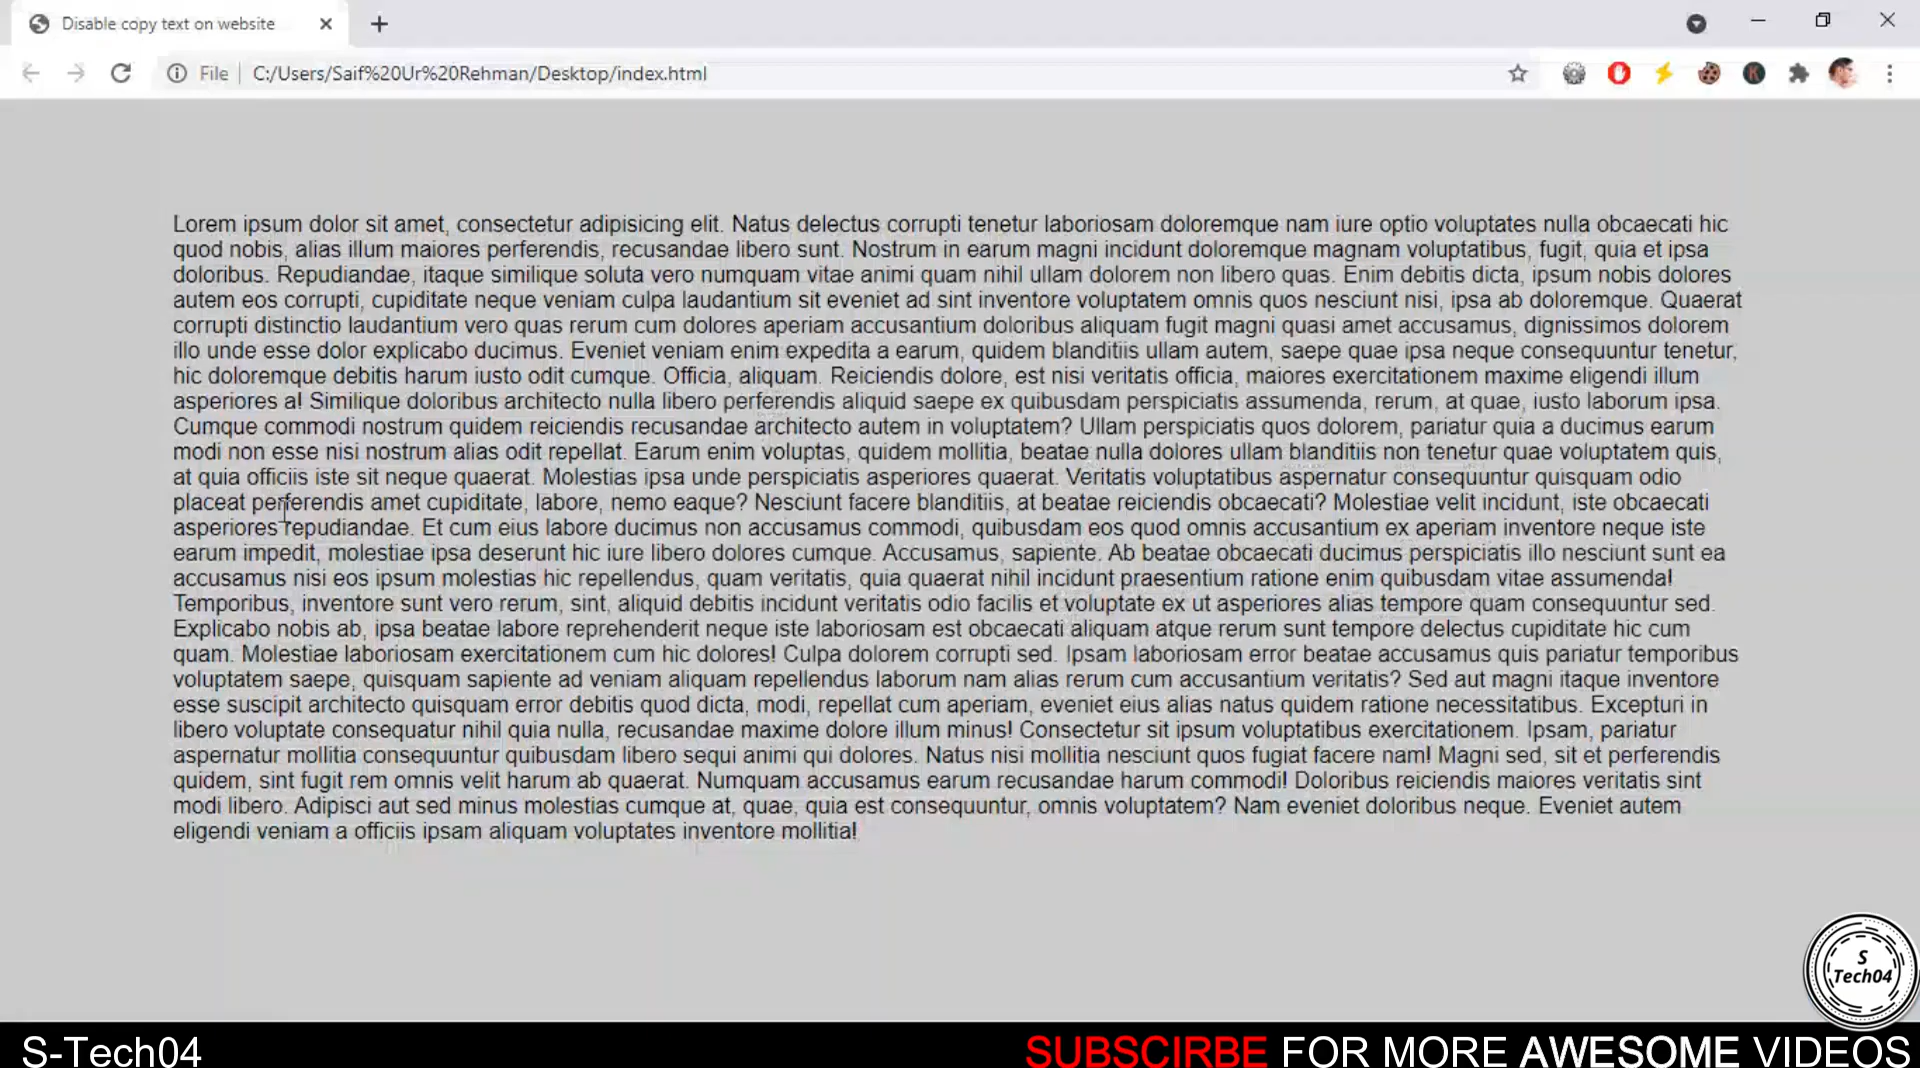 Disable copy text on website
File
C:/Users/Saif%20Ur%20Rehman/Desktop/index.html
K
Lorem ipsum dolor sit amet, consectetur adipisicing elit. Natus delectus corrupti tenetur laboriosam doloremque nam iure optio voluptates nulla obcaecati hic
quod nobis, alias illum maiores perferendis, recusandae libero sunt. Nostrum in earum magni incidunt doloremque magnam voluptatibus, fugit, quia et ipsa
doloribus. Repudiandae, itaque similique soluta vero numquam vitae animi quam nihil ullam dolorem non libero quas. Enim debitis dicta, ipsum nobis dolores
autem eos corrupti, cupiditate neque veniam culpa laudantium sit eveniet ad sint inventore voluptatem omnis quos nesciunt nisi, ipsa ab doloremque. Quaerat
corrupti distinctio laudantium vero quas rerum cum dolores aperiam accusantium doloribus aliquam fugit magni quasi amet accusamus, dignissimos dolorem
illo unde esse dolor explicabo ducimus. Eveniet veniam enim expedita a earum, quidem blanditiis ullam autem, saepe quae ipsa neque consequuntur tenetur,
hic doloremque debitis harum iusto odit cumque. Officia, aliquam. Reiciendis dolore, est nisi veritatis officia, maiores exercitationem maxime eligendi illum
asperiores a! Similique doloribus architecto nulla libero perferendis aliquid saepe ex quibusdam perspiciatis assumenda, rerum, at quae, iusto laborum ipsa.
Cumque commodi nostrum quidem reiciendis recusandae architecto autem in voluptatem? Ullam perspiciatis quos dolorem, pariatur quia a ducimus earum
modi non esse nisi nostrum alias odit repellat. Earum enim voluptas, quidem mollitia, beatae nulla dolores ullam blanditiis non tenetur quae voluptatem quis,
at quia officiis iste sit neque quaerat. Molestias ipsa unde perspiciatis asperiores quaerat. Veritatis voluptatibus aspernatur consequuntur quisquam odio
placeat perferendis amet cupiditate, labore, nemo eaque? Nesciunt facere blanditiis, at beatae reiciendis obcaecati? Molestiae velit incidunt, iste obcaecati
asperiores repudiandae. Et cum eius labore ducimus non accusamus commodi, quibusdam eos quod omnis accusantium ex aperiam inventore neque iste
earum impedit, molestiae ipsa deserunt hic iure libero dolores cumque. Accusamus, sapiente. Ab beatae obcaecati ducimus perspiciatis illo nesciunt sunt ea
accusamus nisi eos ipsum molestias hic repellendus, quam veritatis, quia quaerat nihil incidunt praesentium ratione enim quibusdam vitae assumenda!
Temporibus, inventore sunt vero rerum, sint, aliquid debitis incidunt veritatis odio facilis et voluptate ex ut asperiores alias tempore quam consequuntur sed.
Explicabo nobis ab, ipsa beatae labore reprehenderit neque iste laboriosam est obcaecati aliquam atque rerum sunt tempore delectus cupiditate hic cum
quam. Molestiae laboriosam exercitationem cum hic dolores! Culpa dolorem corrupti sed. Ipsam laboriosam error beatae accusamus quis pariatur temporibus
voluptatem saepe, quisquam sapiente ad veniam aliquam repellendus laborum nam alias rerum cum accusantium veritatis? Sed aut magni itaque inventore
esse suscipit architecto quisquam error debitis quod dicta, modi, repellat cum aperiam, eveniet eius alias natus quidem ratione necessitatibus. Excepturi in
libero voluptate consequatur nihil quia nulla, recusandae maxime dolore illum minus! Consectetur sit ipsum voluptatibus exercitationem. Ipsam, pariatur
aspernatur mollitia consequuntur quibusdam libero sequi animi qui dolores. Natus nisi mollitia nesciunt quos fugiat facere nam! Magni sed, sit et perferendis
quidem, sint fugit rem omnis velit harum ab quaerat. Numquam accusamus earum recusandae harum commodi! Doloribus reiciendis maiores veritatis sint
modi libero. Adipisci aut sed minus molestias cumque at, quae, quia est consequuntur, omnis voluptatem? Nam eveniet doloribus neque. Eveniet autem
eligendi veniam a officiis ipsam aliquam voluptates inventore mollitia!
S
Tech04
S-Tech04
SUBSCIRBE FOR MORE AWESOME VIDEOS